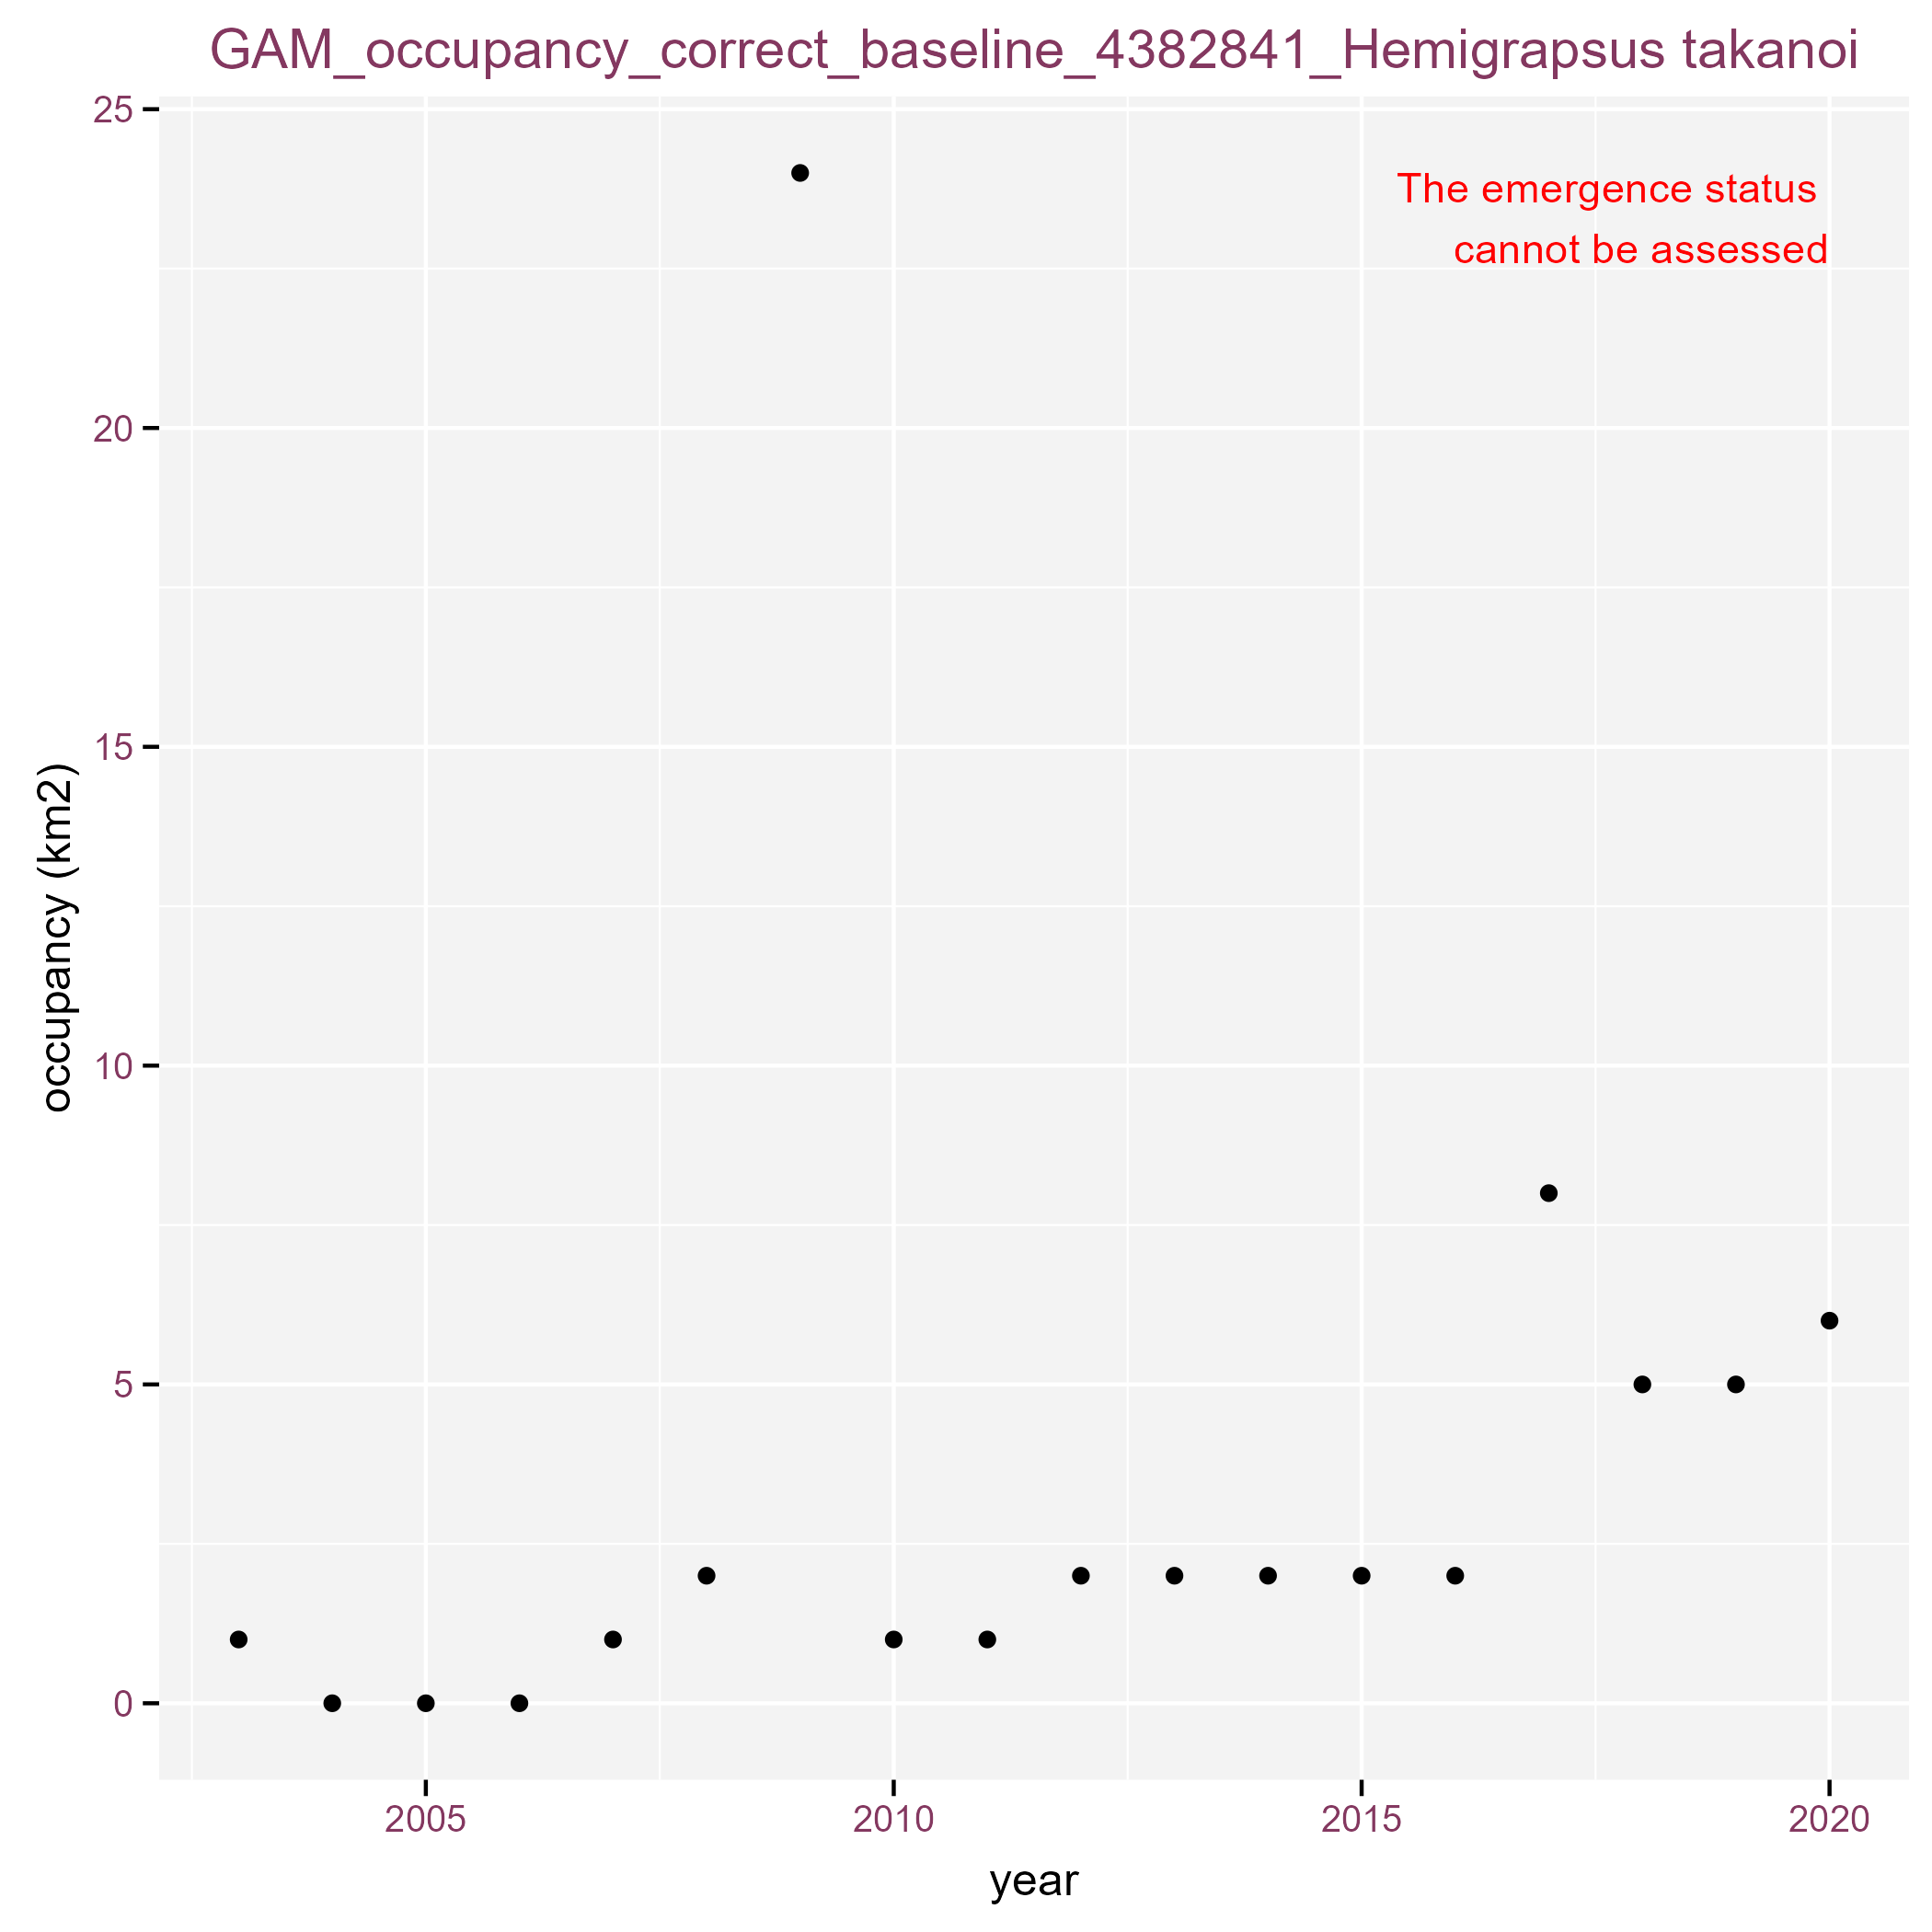 GAM_occupancy_correct_baseline_4382841_Hemigrapsus takanoi
25
The emergence status
cannot be assessed
20
15
occupancy (km2)
10
5
0
2005 2010 2015 2020
year